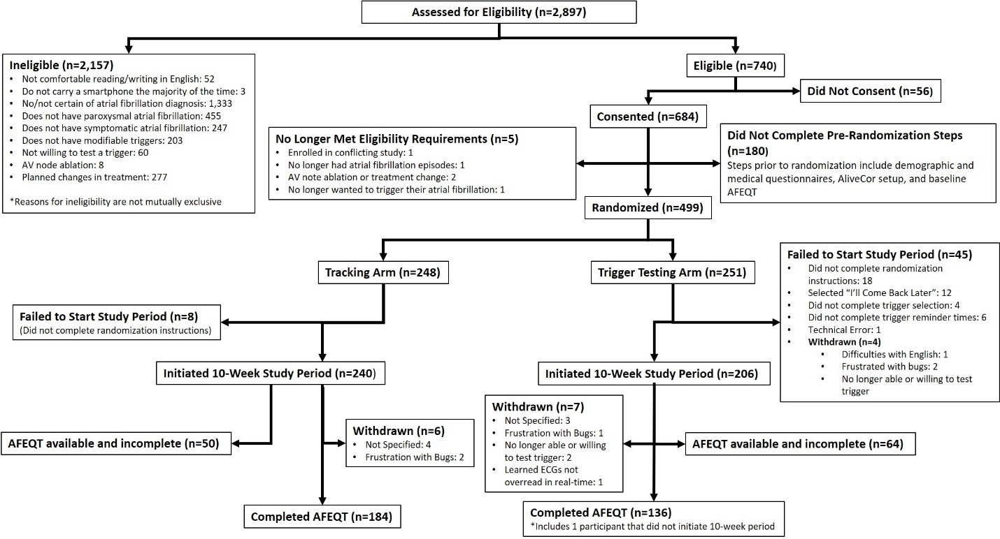 Assessed for Eligibility (n=2,897)
Ineligible (n=2,157)
• Not comfortable reading/writing in English: 52
• Do not carry a smartphone the majority of the time: 3
• No/not certain of atrial fibrillation diagnosis: 1,333
• Does not have paroxysmal atrial fibrillation: 455
• Does not have symptomatic atrial fibrillation: 247
• Does not have modifiable triggers: 203
• Not willing to test a trigger: 60
• AV node ablation: 8
• Planned changes in treatment: 277
*Reasons for ineligibility are not mutually exclusive
Eligible (n=740)
Did Not Consent (n=56)
Consented (n=684)
No Longer Met Eligibility Requirements (n=5)
• Enrolled in conflicting study: 1
• No longer had atrial fibrillation episodes: 1
• AV note ablation or treatment change: 2
• No longer wanted to trigger their atrial fibrillation: 1
Did Not Complete Pre-Randomization Steps
(n=180)
Steps prior to randomization include demographic and
medical questionnaires, AliveCor setup, and baseline
AFEQT
Randomized (n=499)
Tracking Arm (n=248)
Trigger Testing Arm (n=251)
Failed to Start Study Period (n=8)
(Did not complete randomization instructions)
Failed to Start Study Period (n=45)
• Did not complete randomization
instructions: 18
• Selected “I’ll Come Back Later”: 12
• Did not complete trigger selection: 4
• Did not complete trigger reminder times: 6
• Technical Error: 1
• Withdrawn (n=4)
• Difficulties with English: 1
• Frustrated with bugs: 2
• No longer able or willing to test
trigger
Initiated 10-Week Study Period (n=240)
Initiated 10-Week Study Period (n=206)
AFEQT available and incomplete (n=50)
Withdrawn (n=6)
• Not Specified: 4
• Frustration with Bugs: 2
Withdrawn (n=7)
• Not Specified: 3
• Frustration with Bugs: 1
• No longer able or willing
to test trigger: 2
• Learned ECGs not
overread in real-time: 1
AFEQT available and incomplete (n=64)
Completed AFEQT (n=184)
Completed AFEQT (n=136)
*Includes 1 participant that did not initiate 10-week period